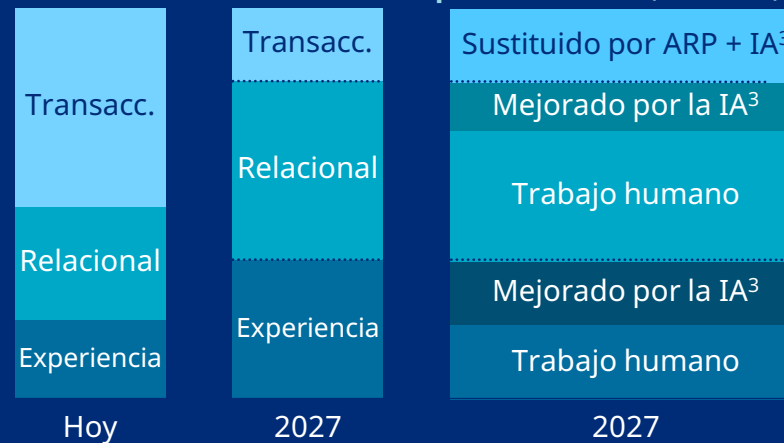 Transacc.
Relacional
Experiencia
Hoy
Transacc.
Relacional
Experiencia
2027
Sustituido por ARP + IA³
Mejorado por la IA³
Trabajo humano
Mejorado por la IA³
Trabajo humano
2027